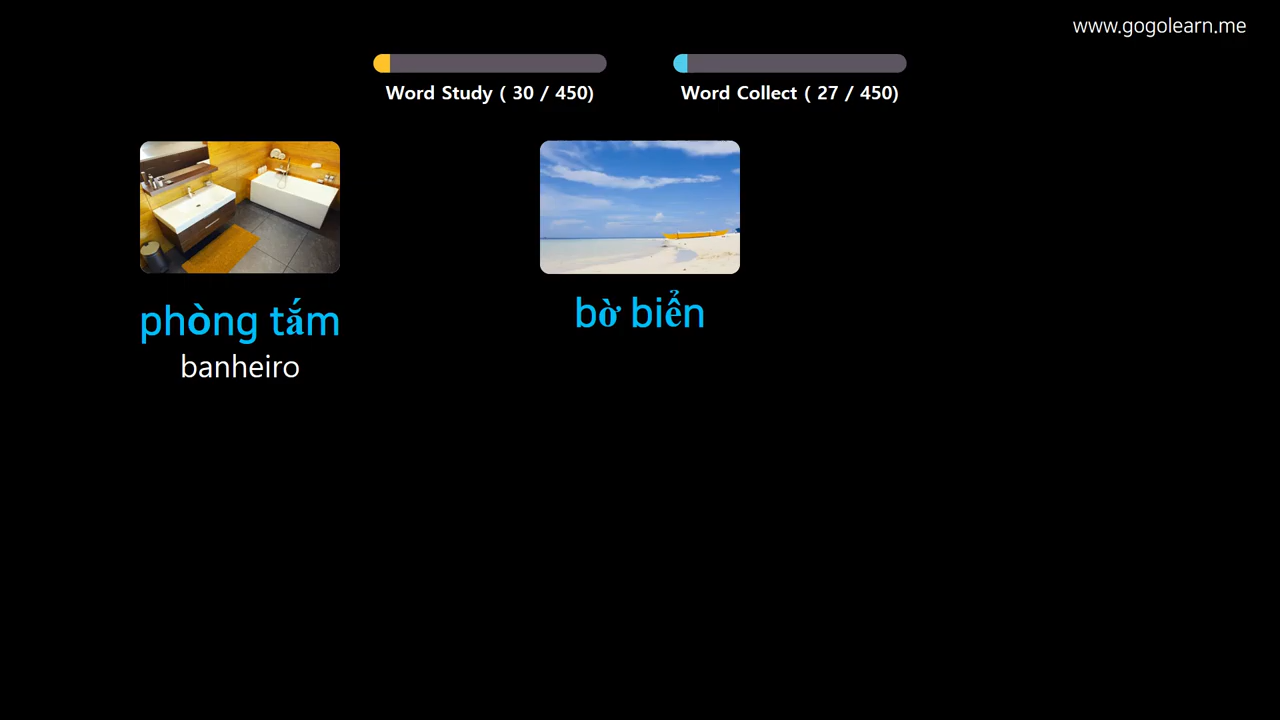 www.gogolearn.me
Word Study ( 30 / 450)
Word Collect ( 27 / 450)
phòng tắm
banheiro
bờ biển